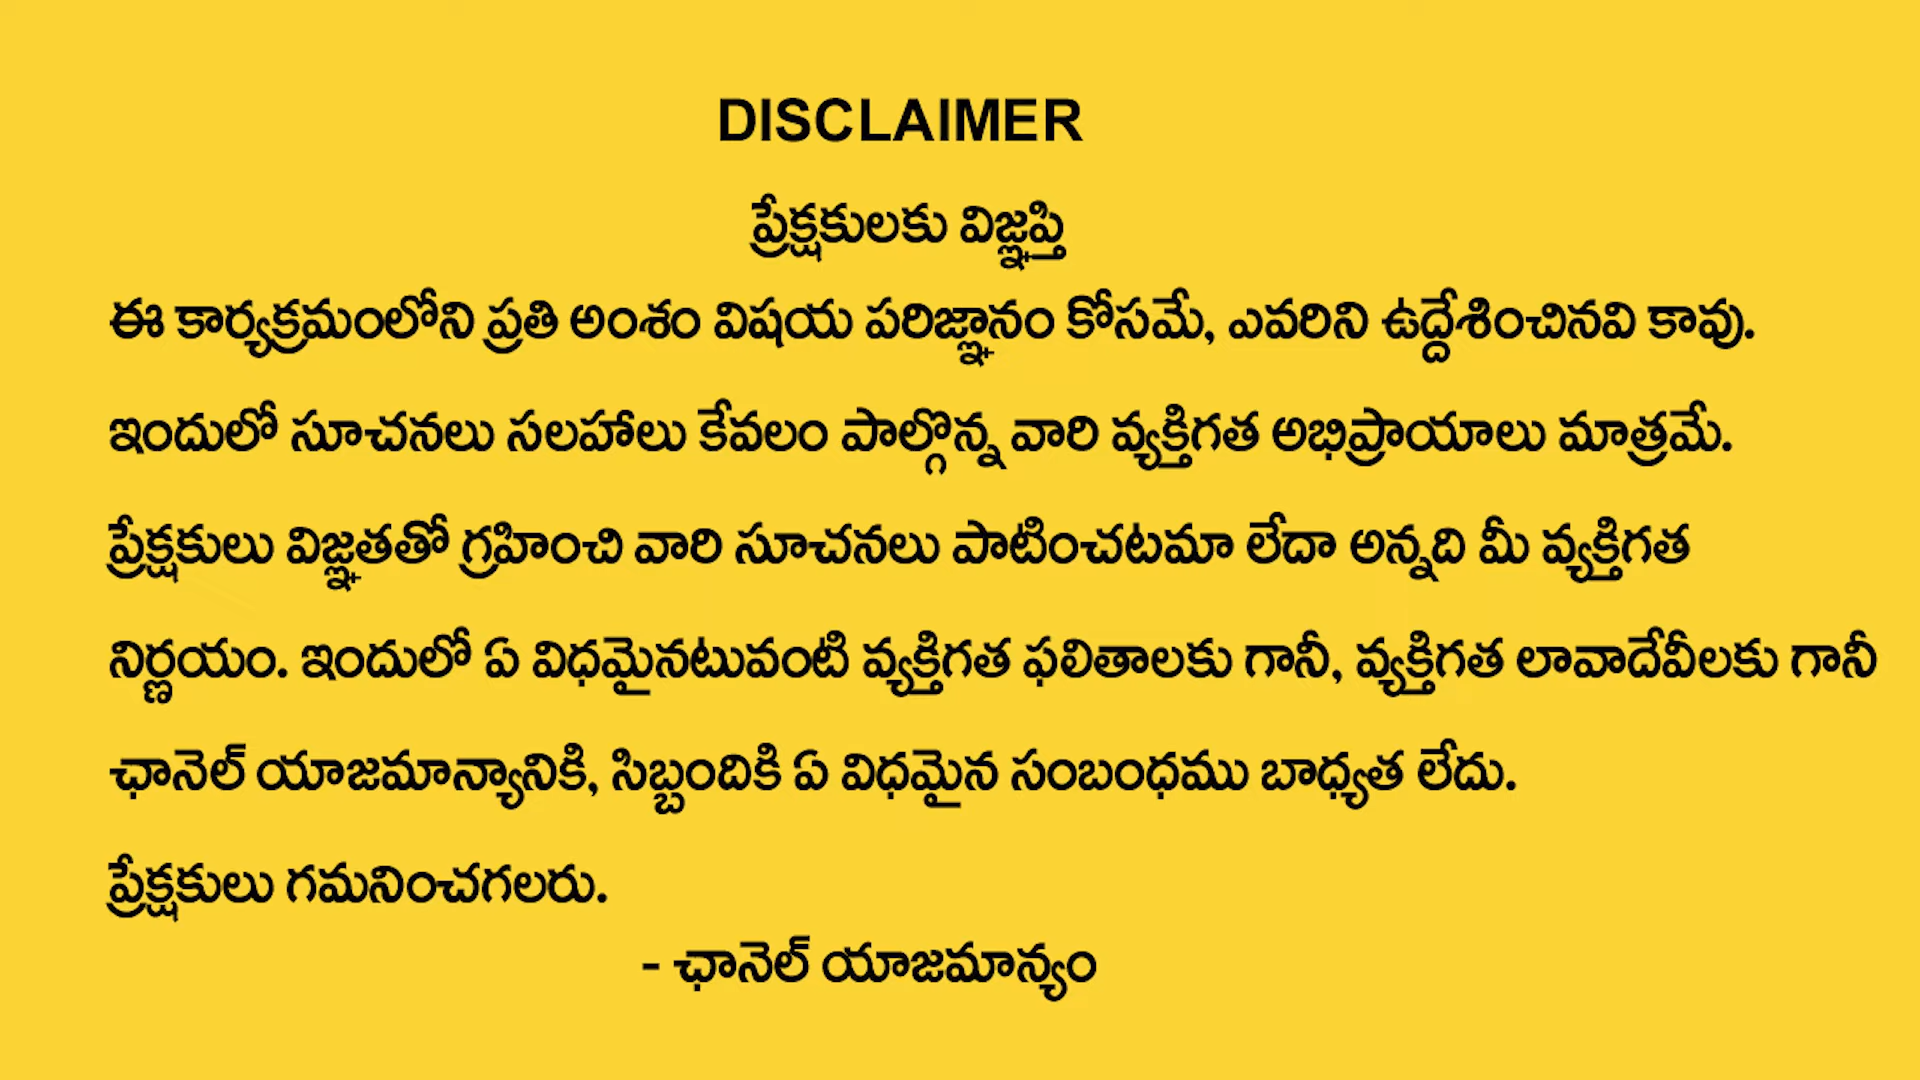 DISCLAIMER
ప్రేక్షకులకు విజ్ఞప్తి
ఈ కార్యక్రమంలోని ప్రతి అంశం విషయ పరిజ్ఞానం కోసమే, ఎవరిని ఉద్దేశించినవి కావు.
ఇందులో సూచనలు సలహాలు కేవలం పాల్గొన్న వారి వ్యక్తిగత అభిప్రాయాలు మాత్రమే.
ప్రేక్షకులు విజ్ఞతతో గ్రహించి వారి సూచనలు పాటించటమా లేదా అన్నది మీ వ్యక్తిగత
నిర్ణయం. ఇందులో ఏ విధమైనటువంటి వ్యక్తిగత ఫలితాలకు గానీ, వ్యక్తిగత లావాదేవీలకు గానీ
ఛానెల్ యాజమాన్యానికి, సిబ్బందికి ఏ విధమైన సంబంధము బాధ్యత లేదు.
ప్రేక్షకులు గమనించగలరు.
- ఛానెల్ యాజమాన్యం